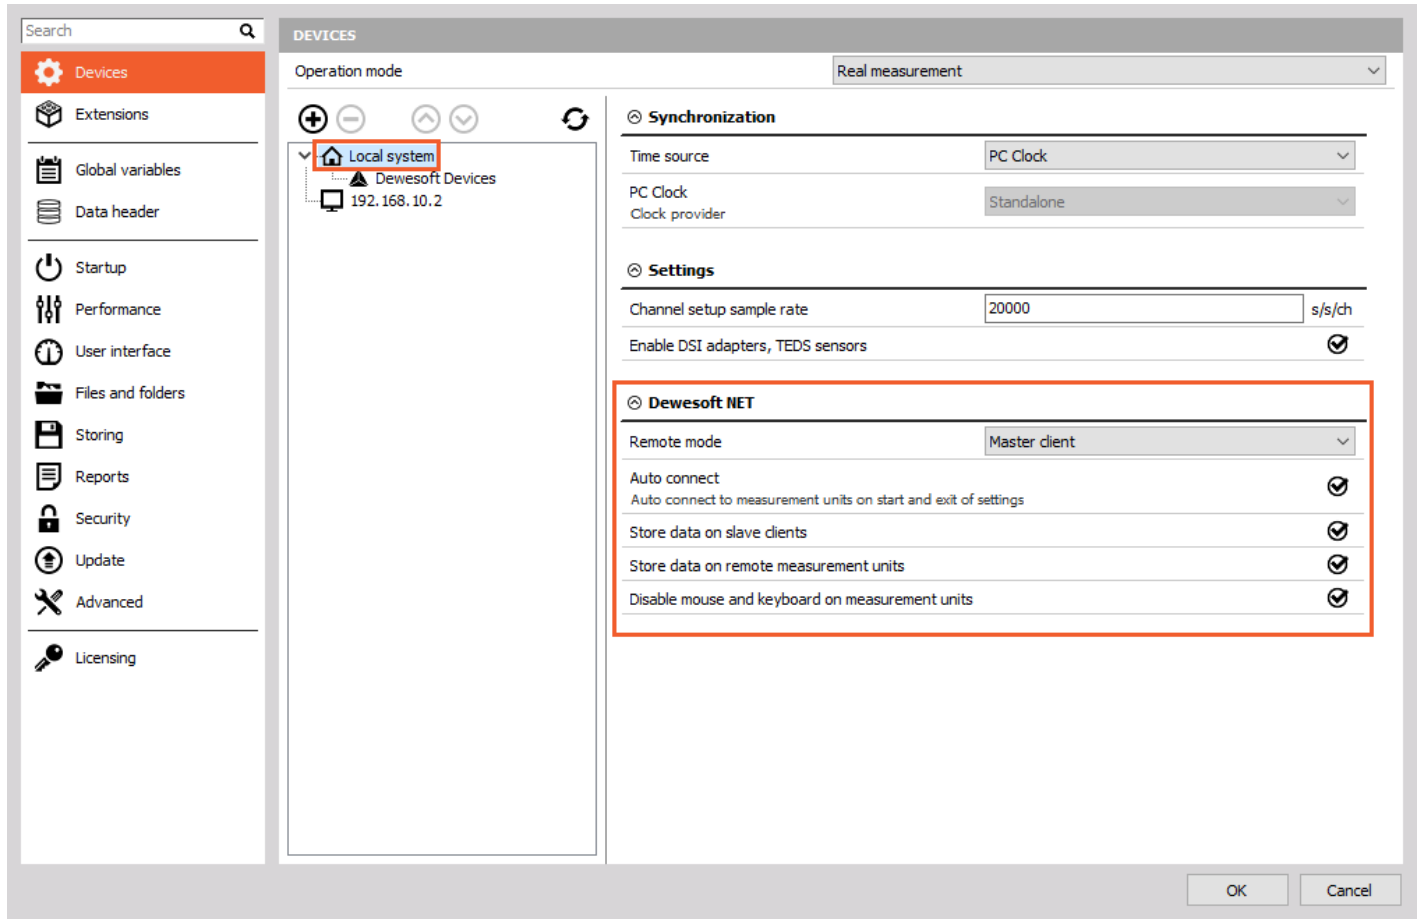 Search
Devices
Extensions
Global variables
Data header
Startup
Performance
User interface
Files and folders
Storing
Reports
Security
Update
Advanced
Licensing
DEVICES
Operation mode
Real measurement
Local system
Dewesoft Devices
192.168.10.2
Synchronization
Time source
PC Clock
PC Clock
Clock provider
Standalone
Settings
Channel setup sample rate
20000
s/s/ch
Enable DSI adapters, TEDS sensors
Dewesoft NET
Remote mode
Master client
Auto connect
Auto connect to measurement units on start and exit of settings
Store data on slave clients
Store data on remote measurement units
Disable mouse and keyboard on measurement units
OK
Cancel